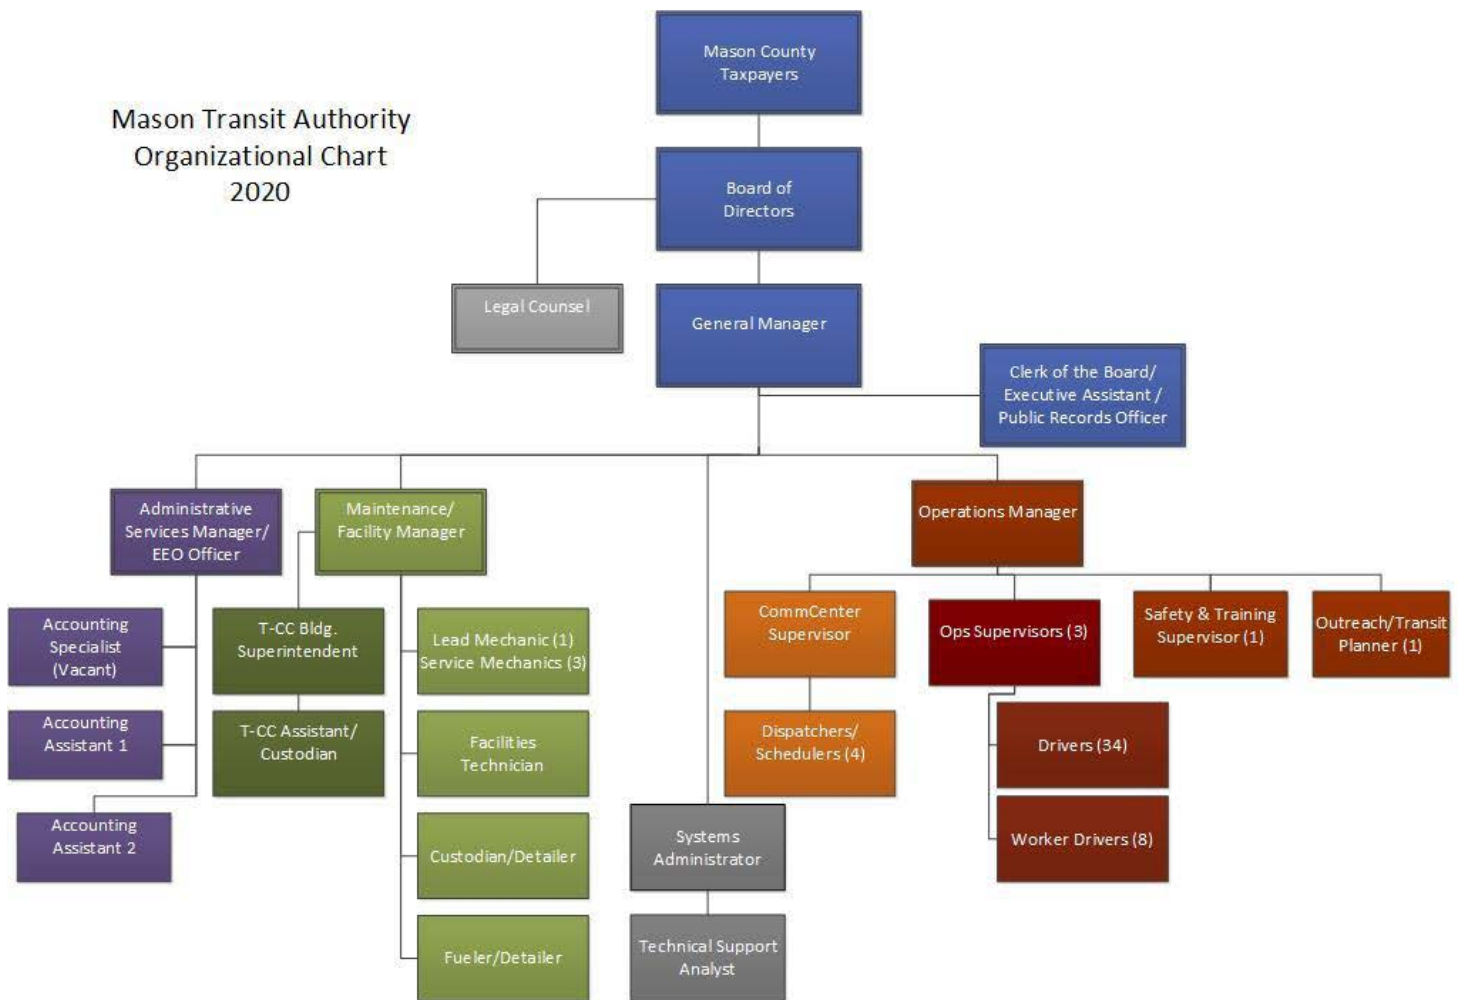 Mason County
Taxpayers
Mason Transit Authority
Organizational Chart
2020
Board of
Directors
Legal Counsel
General Manager
Clerk of the Board/
Executive Assistant /
Public Records Officer
Administrative
Services Manager/
EEO Officer
Maintenance/
Facility Manager
Operations Manager
Accounting
Specialist
(Vacant)
Accounting
Assistant 1
Accounting
Assistant 2
T-CC Bldg.
Superintendent
T-CC Assistant/
Custodian
Lead Mechanic (1)
Service Mechanics (3)
Facilities
Technician
Custodian/Detailer
Fueler/Detailer
Systems
Administrator
Technical Support
Analyst
CommCenter
Supervisor
Dispatchers/
Schedulers (4)
Ops Supervisors (3)
Drivers (34)
Worker Drivers (8)
Safety & Training
Supervisor (1)
Outreach/Transit
Planner (1)